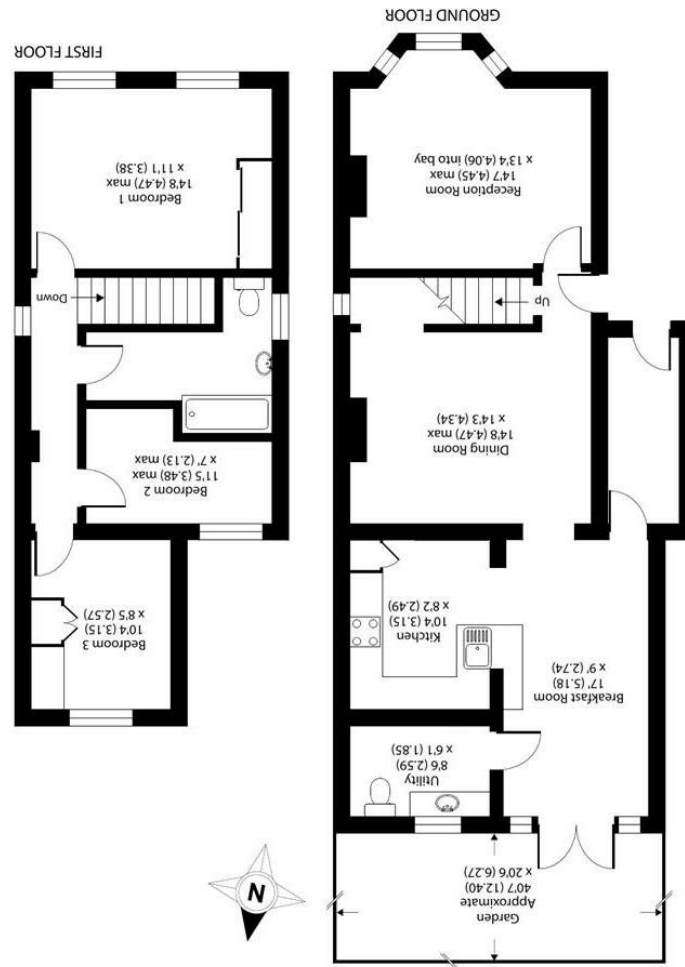 Garden
Approximate
40'7 (12.40)
x 20'6 (6.27)
N
Utility
8'6 (2.59)
x 6'1 (1.85)
Breakfast Room
17' (5.18)
x 9' (2.74)
Kitchen
10'4 (3.15)
x 8'2 (2.49)
Dining Room
14'8 (4.47) max
x 14'3 (4.34)
Up
Reception Room
14'7 (4.45) max
x 13'4 (4.06) into bay
GROUND FLOOR
Bedroom 3
10'4 (3.15)
x 8'5 (2.57)
Bedroom 2
11'5 (3.48) max
x 7' (2.13) max
Down
Bedroom 1
14'8 (4.47) max
x 11'1 (3.38)
FIRST FLOOR